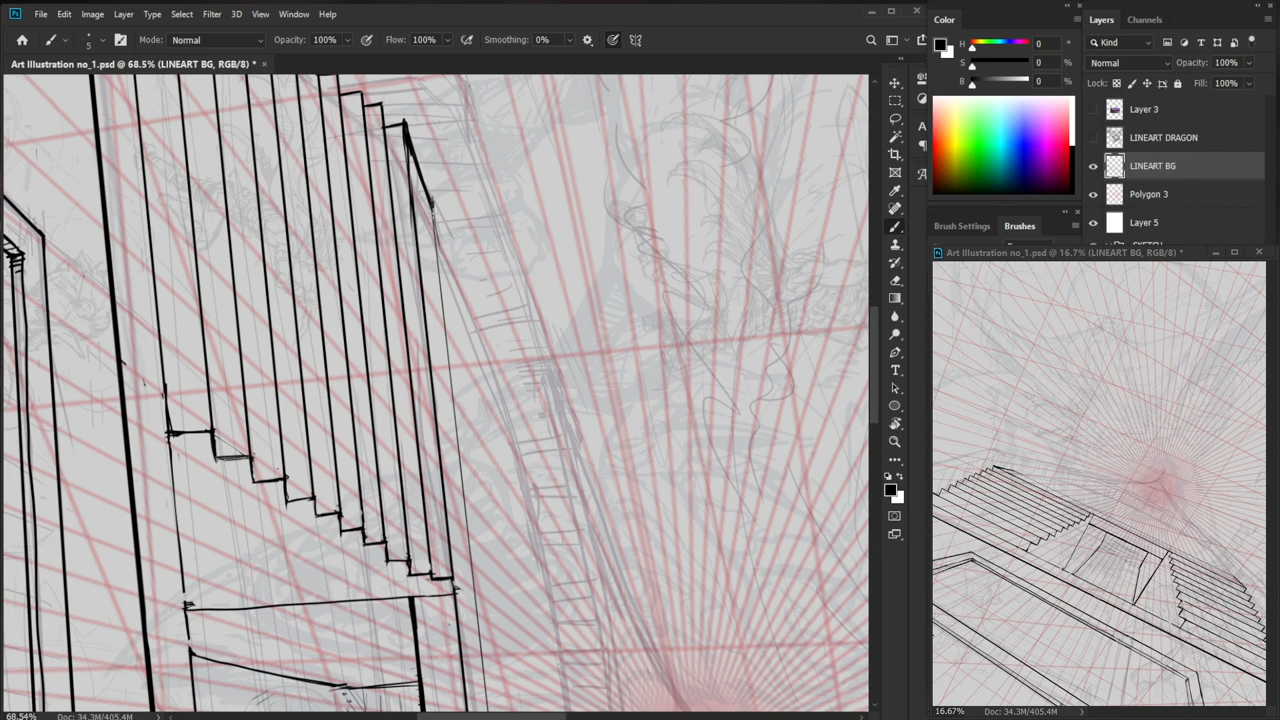 Ps File Edit Image Layer Type Select Filter 3D View Window Help
5 Mode: Normal Opacity: 100% Flow: 100% Smoothing: 0%
Art Illustration no_1.psd @ 68.5% (LINEART BG, RGB/8) *
68.54% Doc: 34.3M/405.4M
Color
H 0 °
S 0 %
B 0 %
Brush Settings Brushes
Layers Channels
Kind
Normal Opacity: 100%
Lock: Fill: 100%
Layer 3
LINEART DRAGON
LINEART BG
Polygon 3
Layer 5
Art Illustration no_1.psd @ 16.7% (LINEART BG, RGB/8) *
16.67% Doc: 34.3M/405.4M